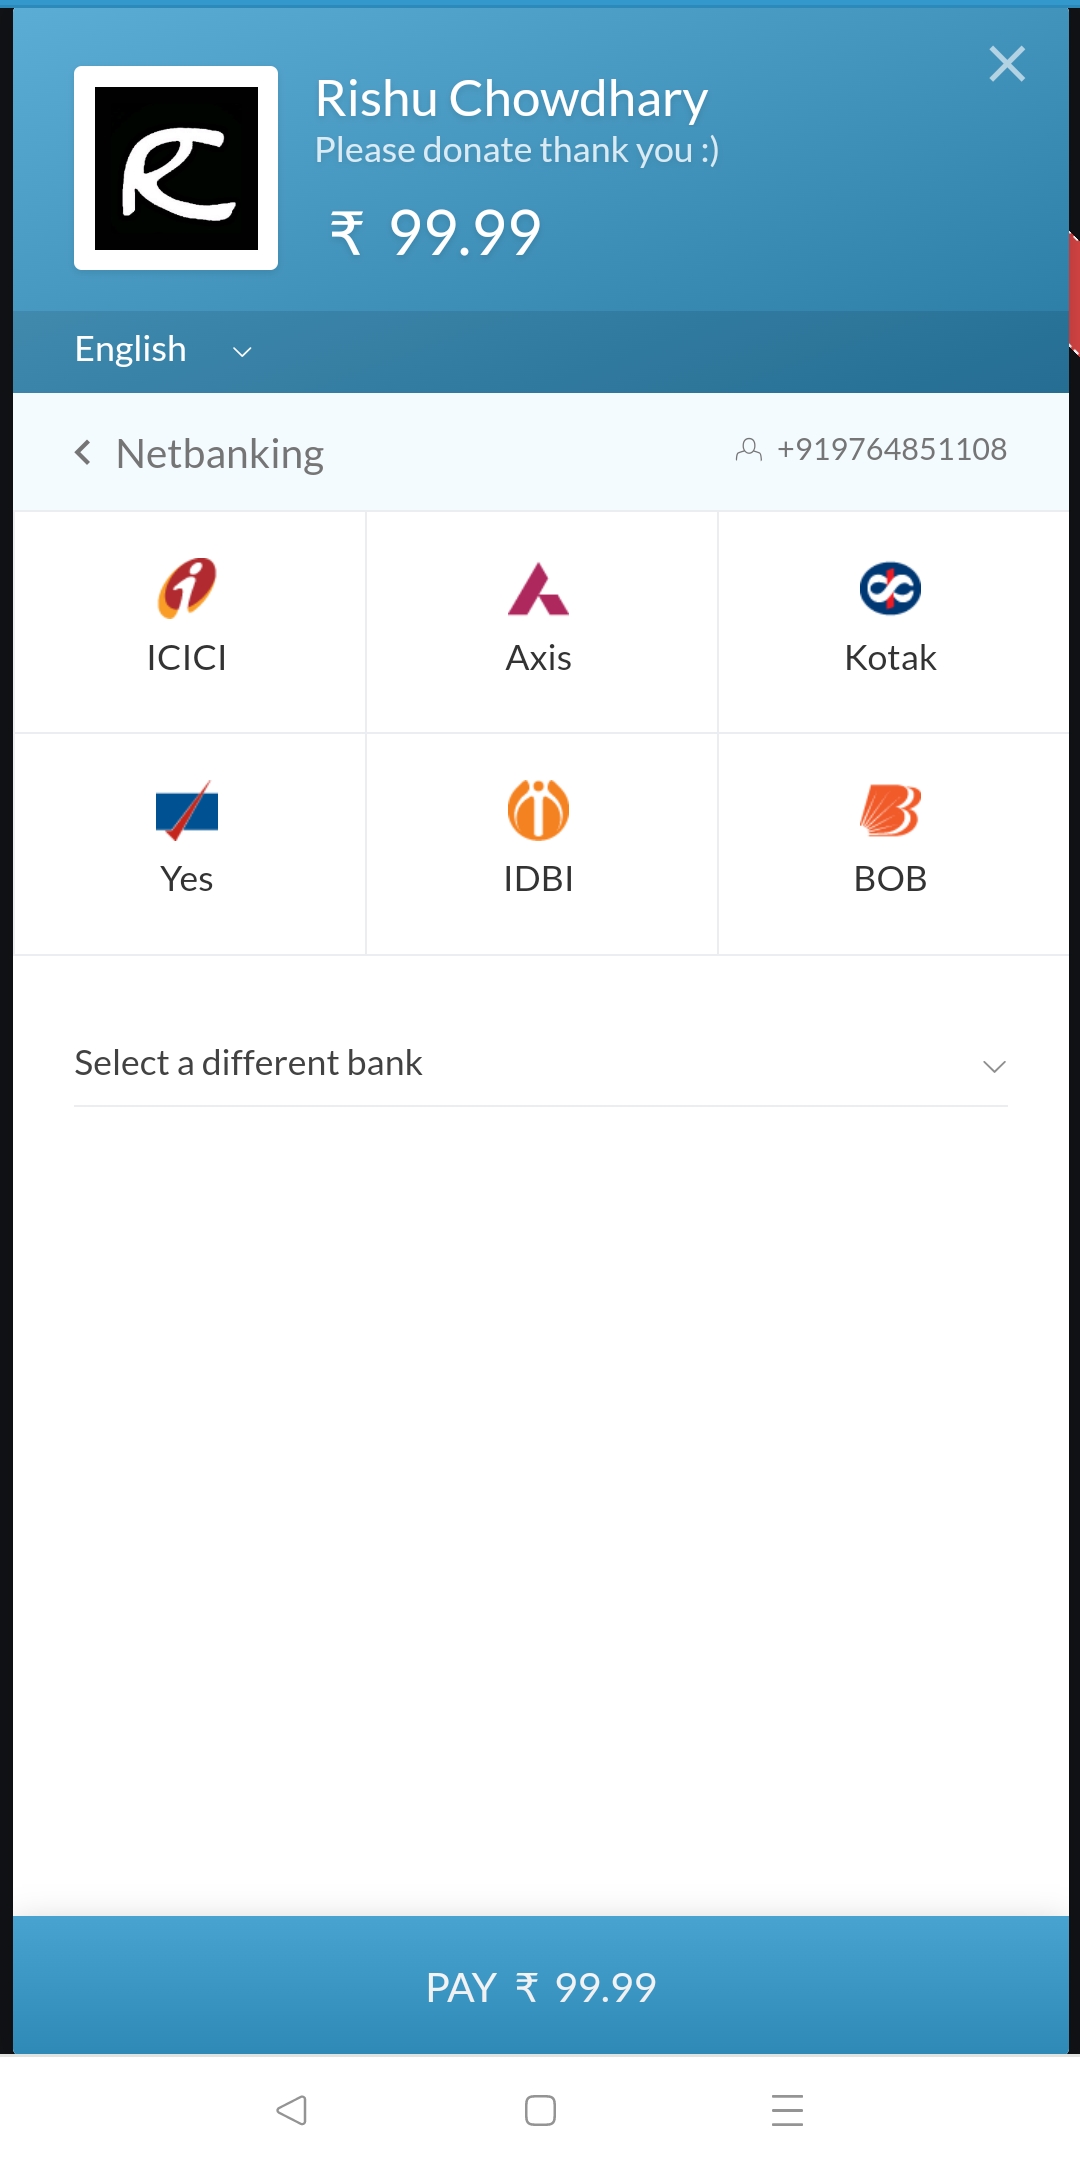 Rishu Chowdhary
Please donate thank you :)
₹ 99.99
English
Netbanking
+919764851108
ICICI
Axis
Kotak
Yes
IDBI
BOB
Select a different bank
PAY ₹ 99.99